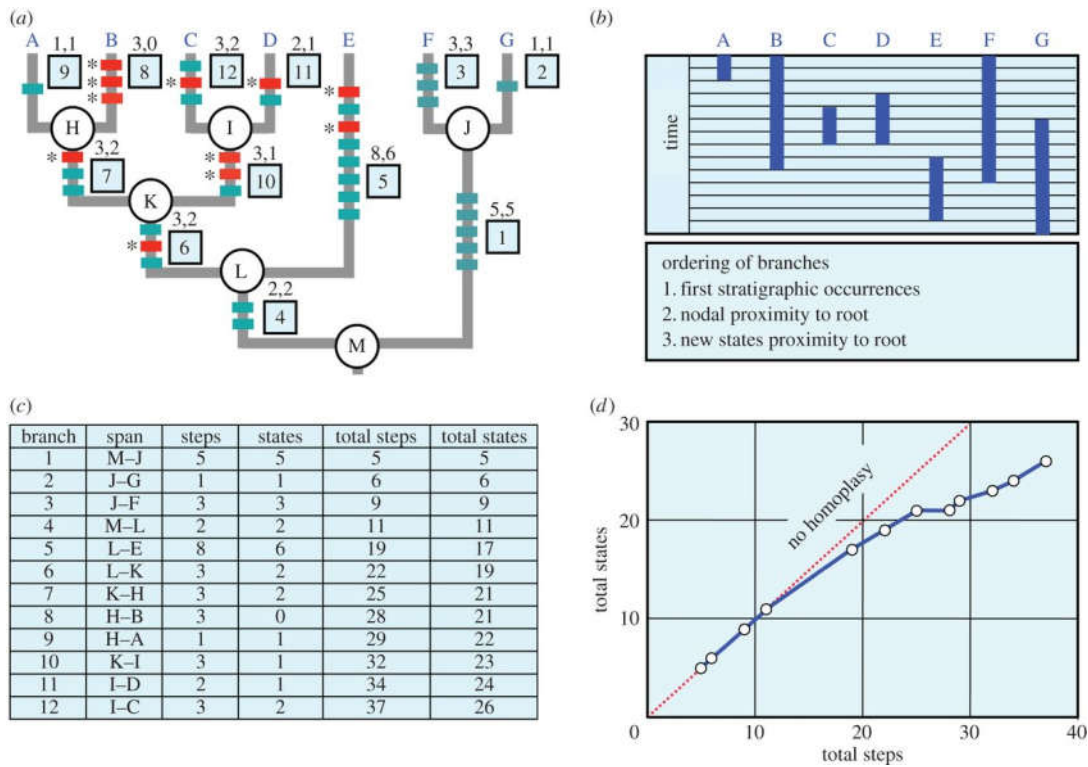 (a)
A 1,1 B 3,0 C 3,2 D 2,1 E F 3,3 G 1,1
9 * * * 8 * 12 * 11 * * 3 2
H I J
* 3,2 7 * * 3,1 10 8,6 5
K
3,2 * 6 5,5 1
L
2,2 4
M
(b)
A B C D E F G
time
ordering of branches
1. first stratigraphic occurrences
2. nodal proximity to root
3. new states proximity to root
(c)
branch span steps states total steps total states
1 M–J 5 5 5 5
2 J–G 1 1 6 6
3 J–F 3 3 9 9
4 M–L 2 2 11 11
5 L–E 8 6 19 17
6 L–K 3 2 22 19
7 K–H 3 2 25 21
8 H–B 3 0 28 21
9 H–A 1 1 29 22
10 K–I 3 1 32 23
11 I–D 2 1 34 24
12 I–C 3 2 37 26
(d)
30
20
10
total states
no homoplasy
0 10 20 30 40
total steps